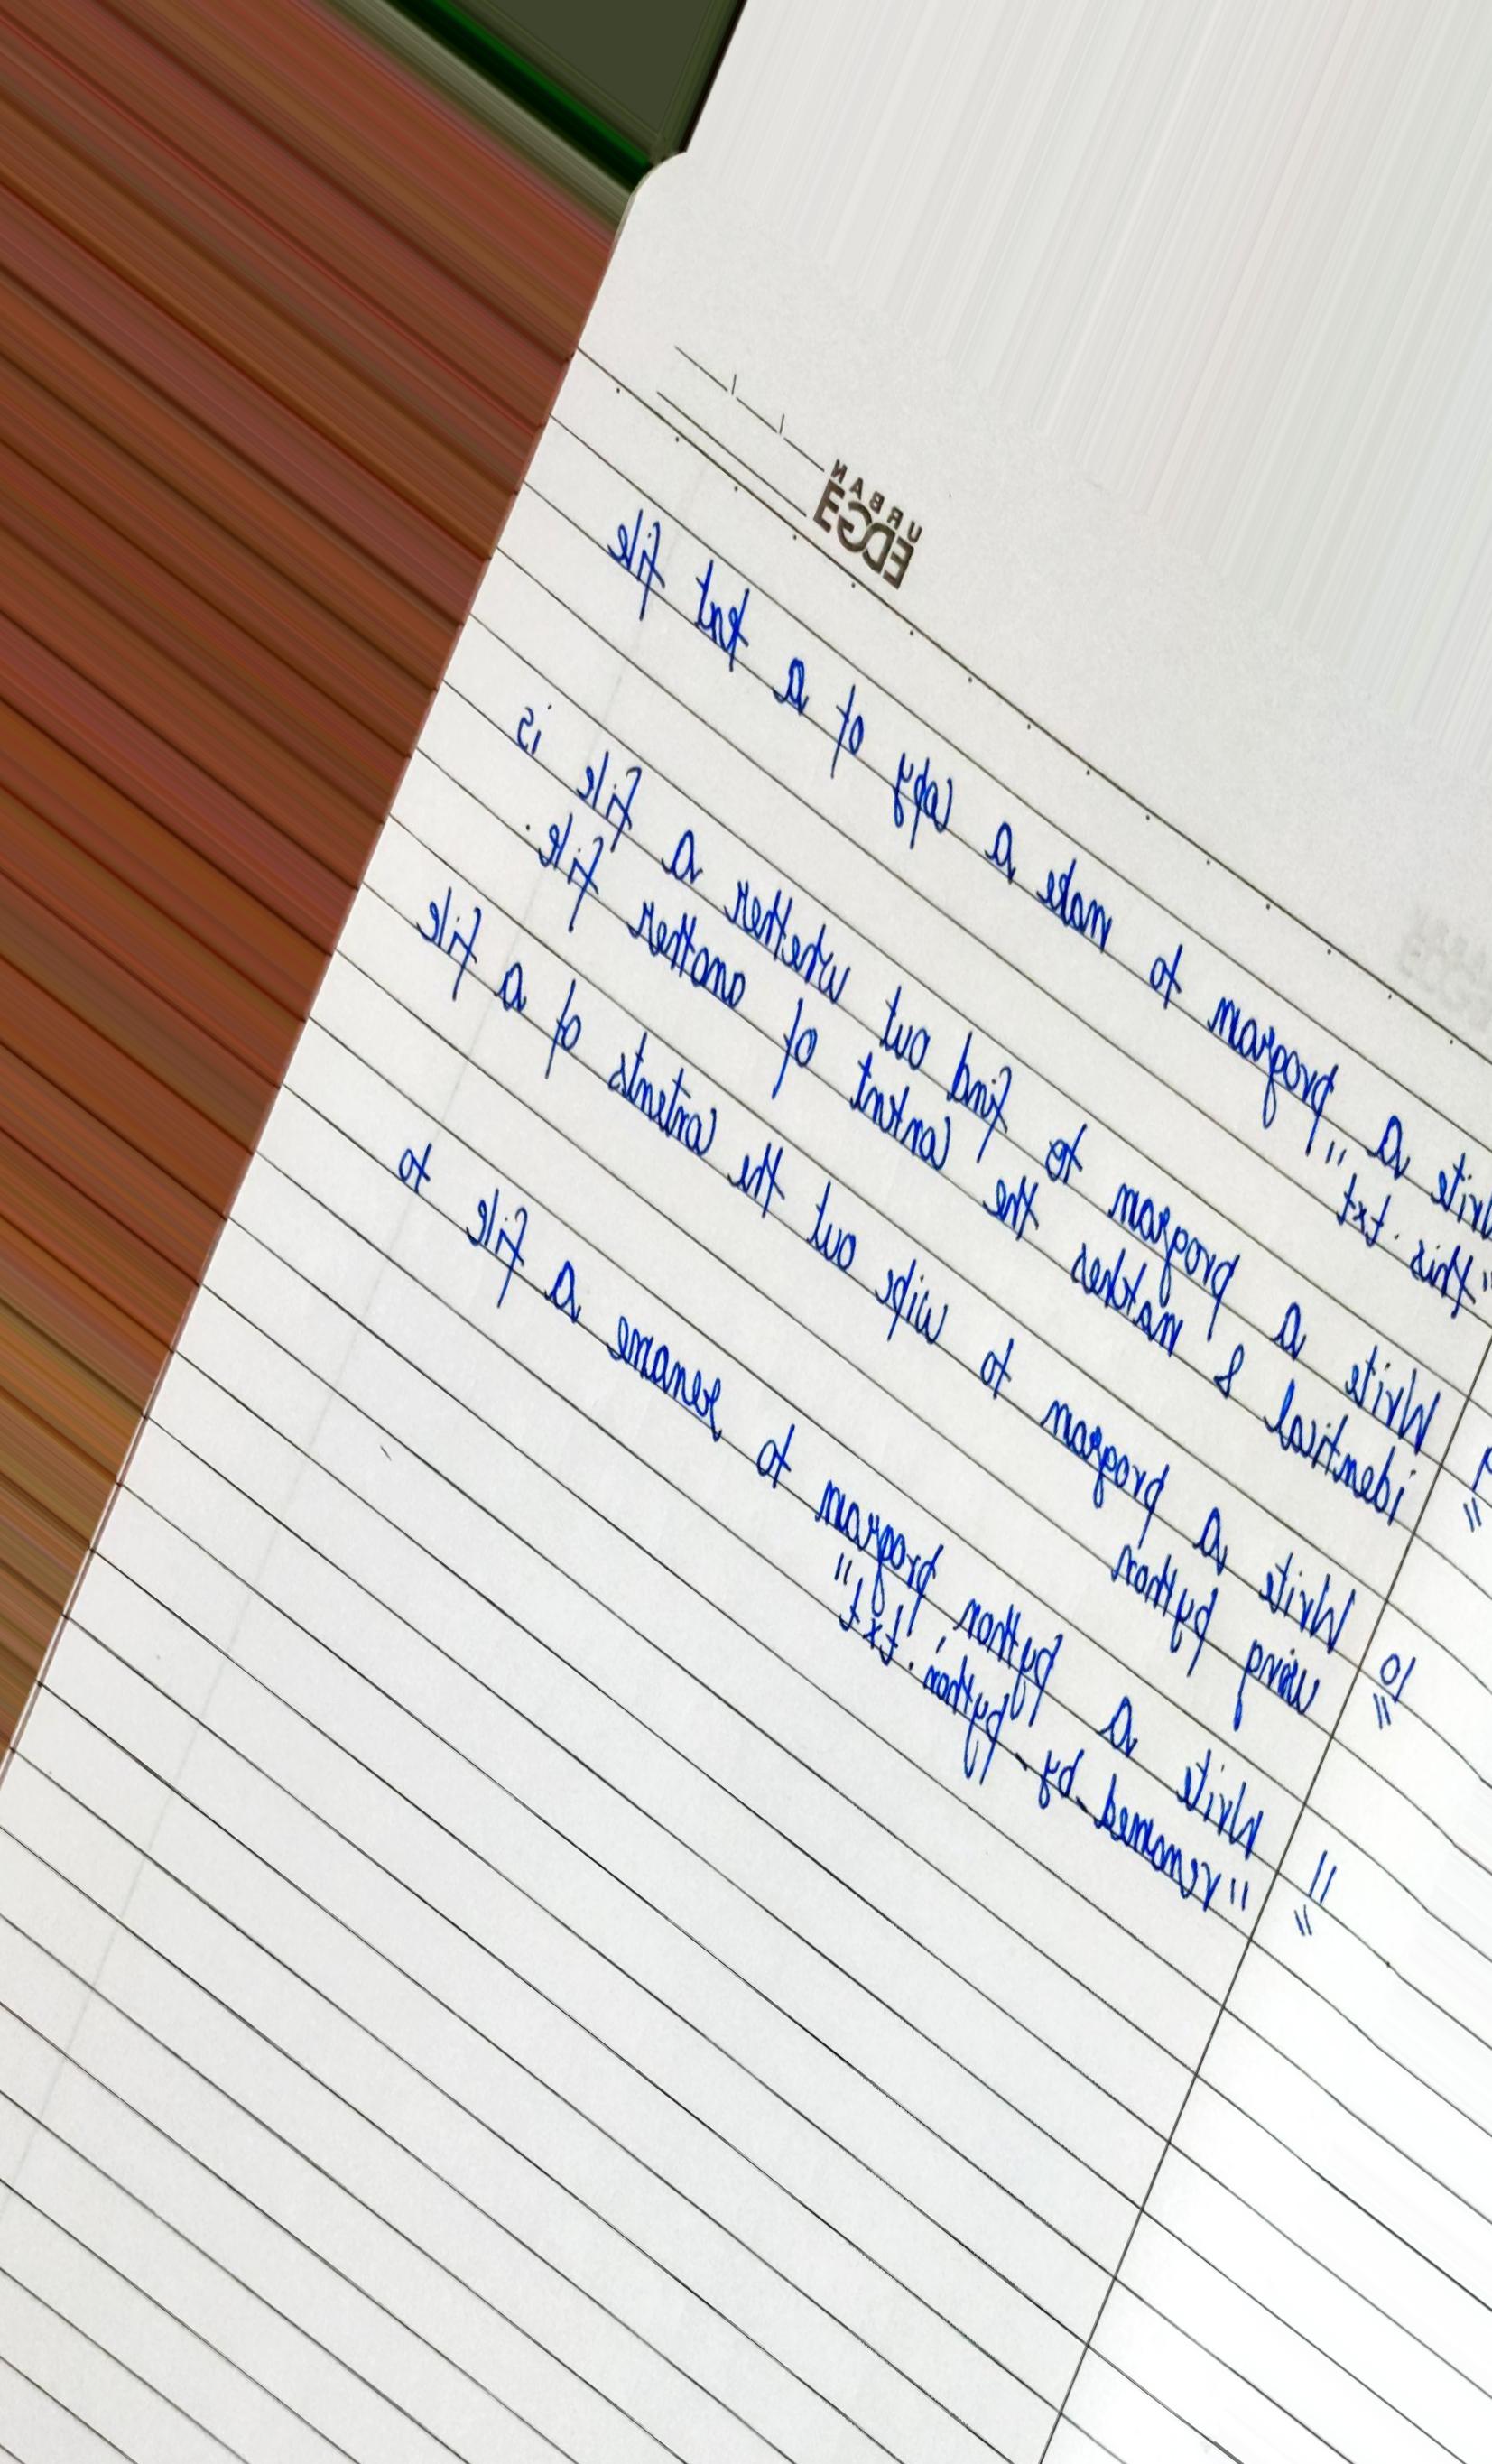 URBAN
EDGE
Write a program to make a copy of a text file
"this.txt"
9 Write a program to find out whether a file is
identical & matches the content of another file.
10 Write a program to wipe out the contents of a file
using python
11 Write a python program to rename a file to
"renamed_by_python.txt"